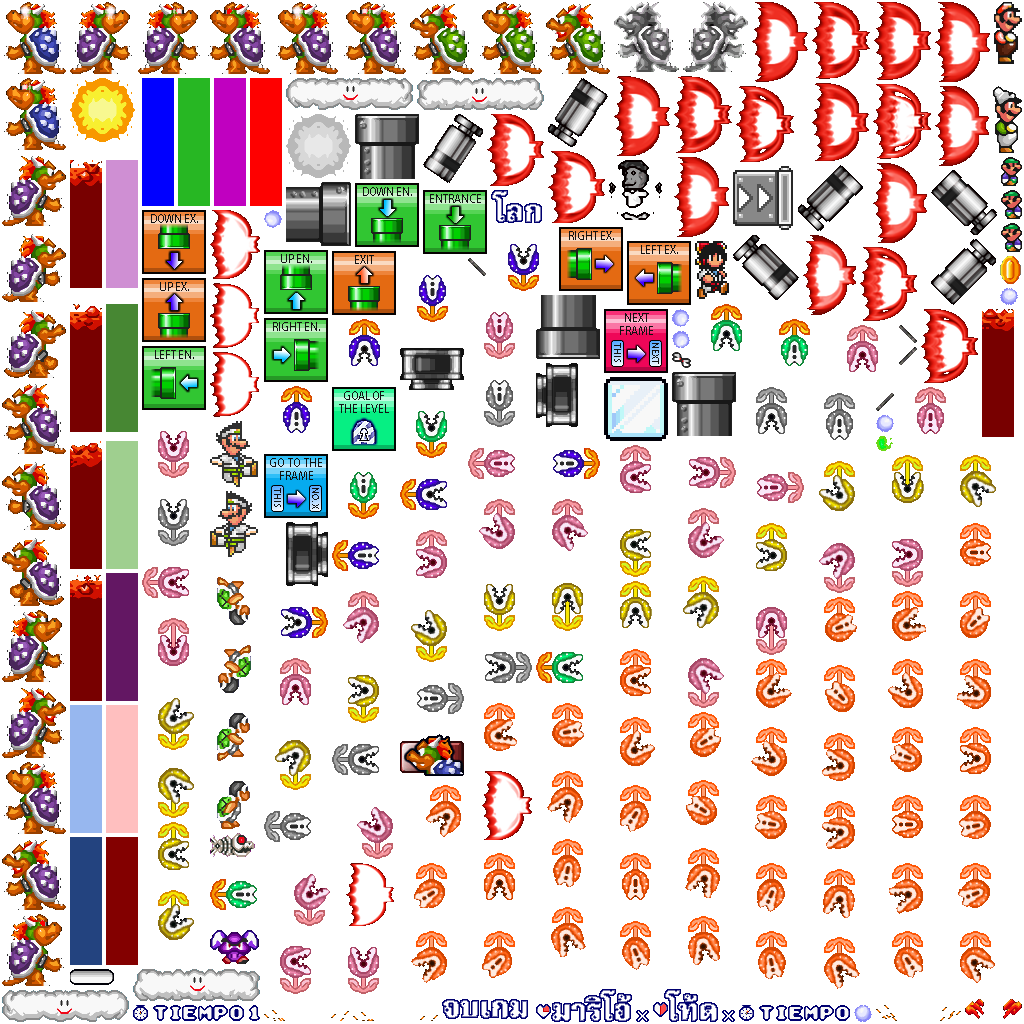 DOWN EN.
ENTRANCE
โลก
DOWN EX.
RIGHT EX.
LEFT EX.
UP EN.
EXIT
UP EX.
NEXT
FRAME
THIS
NEXT
RIGHT EN.
LEFT EN.
GOAL OF
THE LEVEL
GO TO THE
FRAME
THIS
NO.X
TIEMPO 1
จบเกม
มาริโอ้ x
โท้ด x
TIEMPO